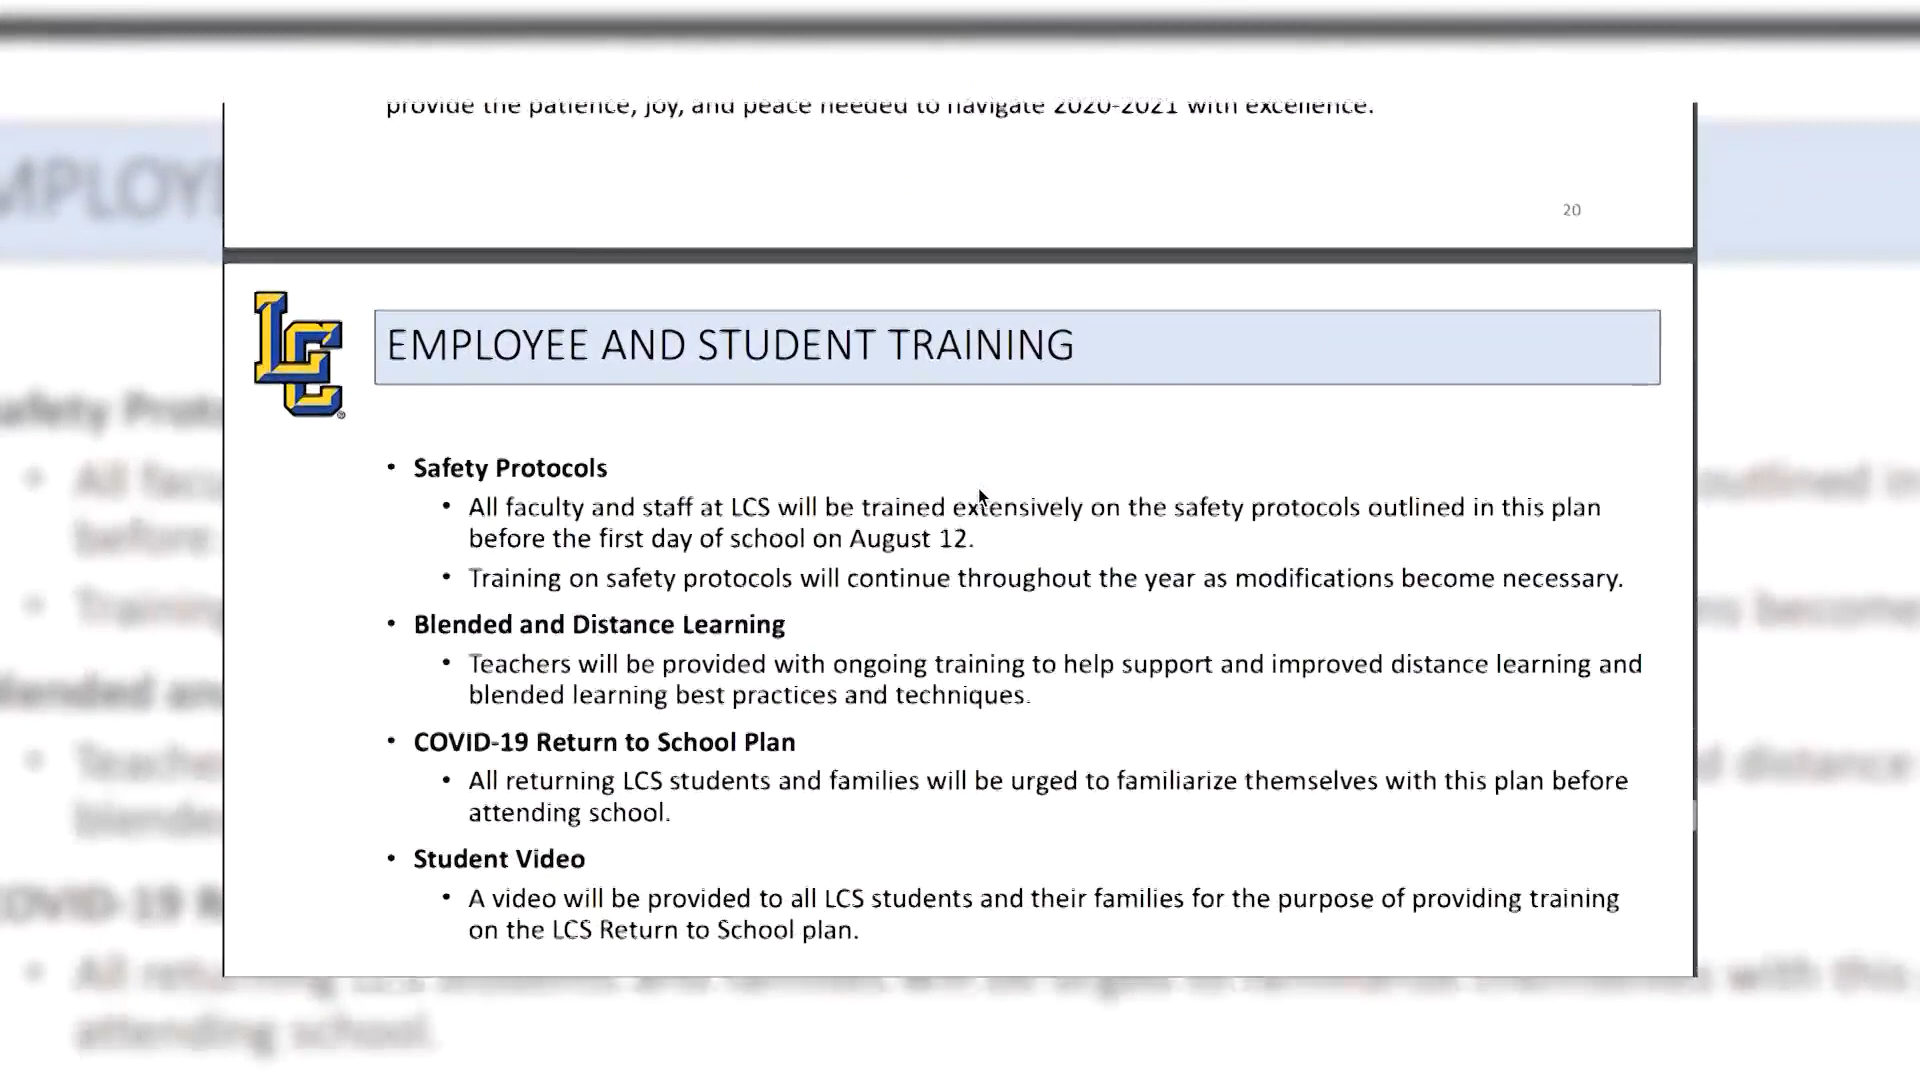 provide the patience, joy, and peace needed to navigate 2020-2021 with excellence.
20
LC
EMPLOYEE AND STUDENT TRAINING
• Safety Protocols
• All faculty and staff at LCS will be trained extensively on the safety protocols outlined in this plan
before the first day of school on August 12.
• Training on safety protocols will continue throughout the year as modifications become necessary.
• Blended and Distance Learning
• Teachers will be provided with ongoing training to help support and improved distance learning and
blended learning best practices and techniques.
• COVID-19 Return to School Plan
• All returning LCS students and families will be urged to familiarize themselves with this plan before
attending school.
• Student Video
• A video will be provided to all LCS students and their families for the purpose of providing training
on the LCS Return to School plan.